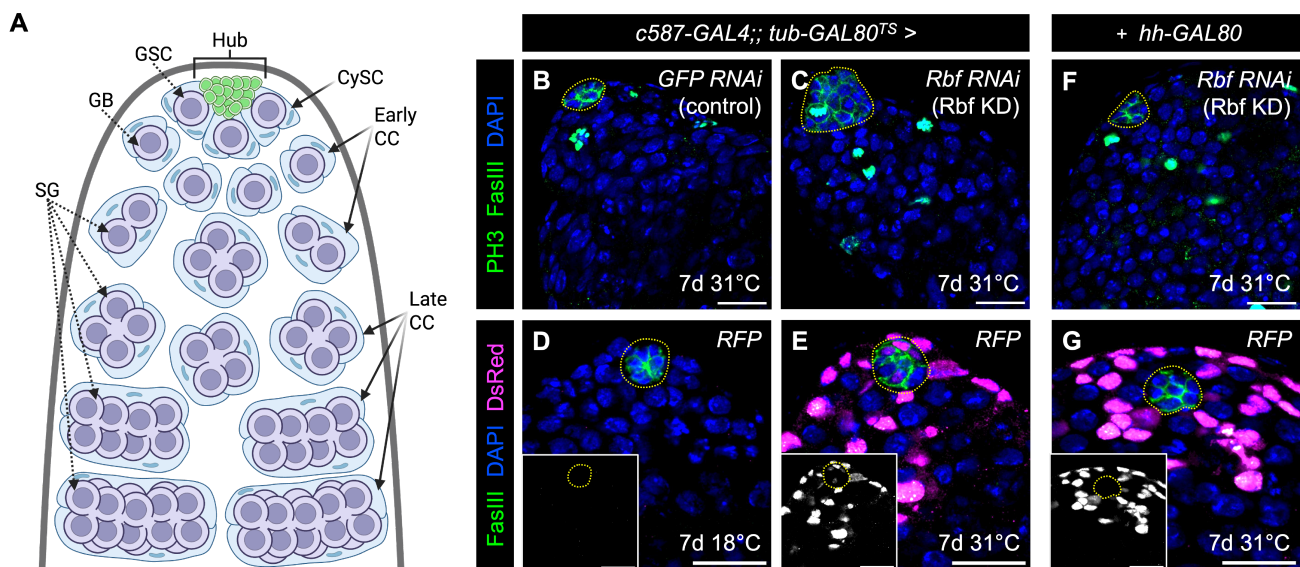 A
Hub
GSC
CySC
GB
Early
CC
SG
Late
CC
c587-GAL4;; tub-GAL80TS >
+ hh-GAL80
PH3 FasIII DAPI
B
GFP RNAi
(control)
7d 31°C
C
Rbf RNAi
(Rbf KD)
7d 31°C
F
Rbf RNAi
(Rbf KD)
7d 31°C
FasIII DAPI DsRed
D
RFP
7d 18°C
E
RFP
7d 31°C
G
RFP
7d 31°C